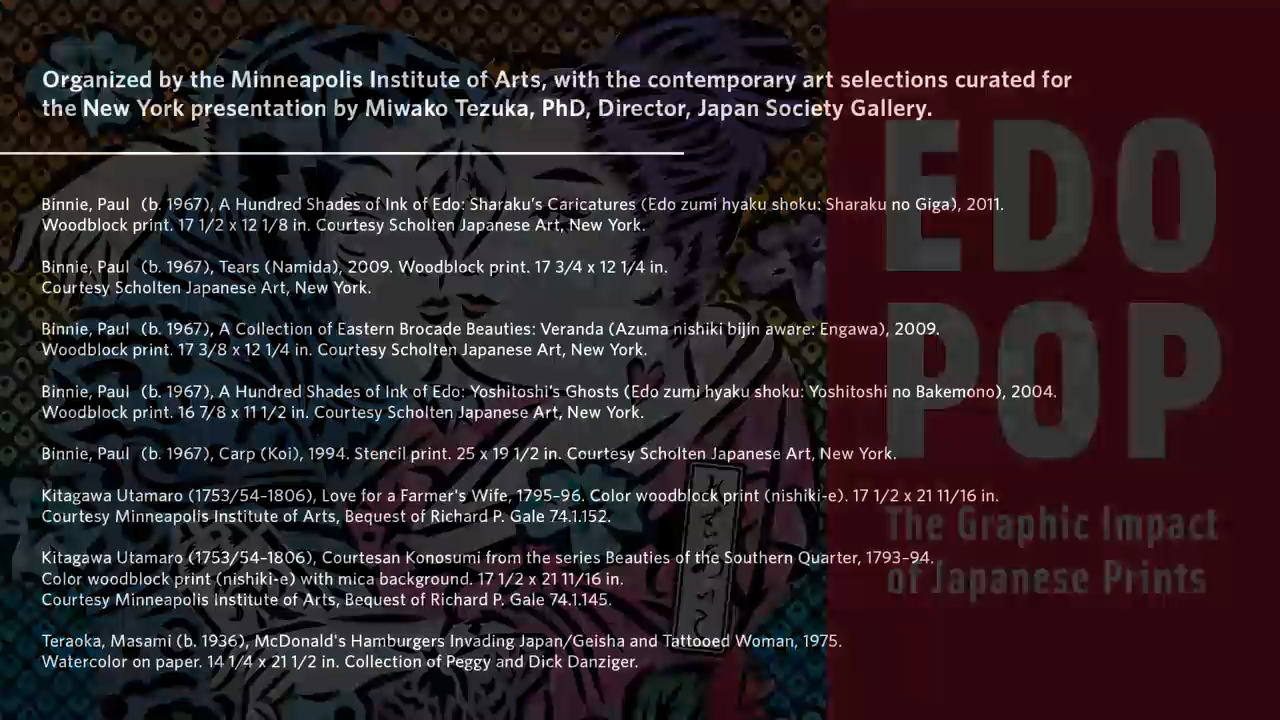 Organized by the Minneapolis Institute of Arts, with the contemporary art selections curated for
the New York presentation by Miwako Tezuka, PhD, Director, Japan Society Gallery.
Binnie, Paul (b. 1967), A Hundred Shades of Ink of Edo: Sharaku's Caricatures (Edo zumi hyaku shoku: Sharaku no Giga), 2011.
Woodblock print. 17 1/2 x 12 1/8 in. Courtesy Scholten Japanese Art, New York.
Binnie, Paul (b. 1967), Tears (Namida), 2009. Woodblock print. 17 3/4 x 12 1/4 in.
Courtesy Scholten Japanese Art, New York.
Binnie, Paul (b. 1967), A Collection of Eastern Brocade Beauties: Veranda (Azuma nishiki bijin aware: Engawa), 2009.
Woodblock print. 17 3/8 x 12 1/4 in. Courtesy Scholten Japanese Art, New York.
Binnie, Paul (b. 1967), A Hundred Shades of Ink of Edo: Yoshitoshi's Ghosts (Edo zumi hyaku shoku: Yoshitoshi no Bakemono), 2004.
Woodblock print. 16 7/8 x 11 1/2 in. Courtesy Scholten Japanese Art, New York.
Binnie, Paul (b. 1967), Carp (Koi), 1994. Stencil print. 25 x 19 1/2 in. Courtesy Scholten Japanese Art, New York.
Kitagawa Utamaro (1753/54-1806), Love for a Farmer's Wife, 1795-96. Color woodblock print (nishiki-e). 17 1/2 x 21 11/16 in.
Courtesy Minneapolis Institute of Arts, Bequest of Richard P. Gale 74.1.152.
Kitagawa Utamaro (1753/54-1806), Courtesan Konosumi from the series Beauties of the Southern Quarter, 1793-94.
Color woodblock print (nishiki-e) with mica background. 17 1/2 x 21 11/16 in.
Courtesy Minneapolis Institute of Arts, Bequest of Richard P. Gale 74.1.145.
Teraoka, Masami (b. 1936), McDonald's Hamburgers Invading Japan/Geisha and Tattooed Woman, 1975.
Watercolor on paper. 14 1/4 x 21 1/2 in. Collection of Peggy and Dick Danziger.
EDO
POP
The Graphic Impact
of Japanese Prints